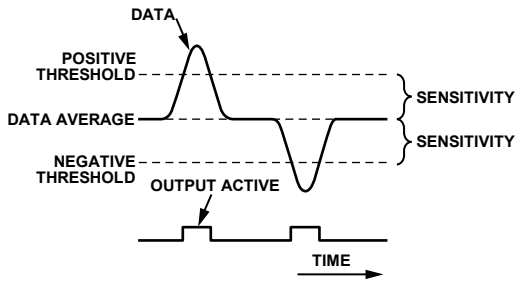 DATA
POSITIVE
THRESHOLD
SENSITIVITY
DATA AVERAGE
SENSITIVITY
NEGATIVE
THRESHOLD
OUTPUT ACTIVE
TIME